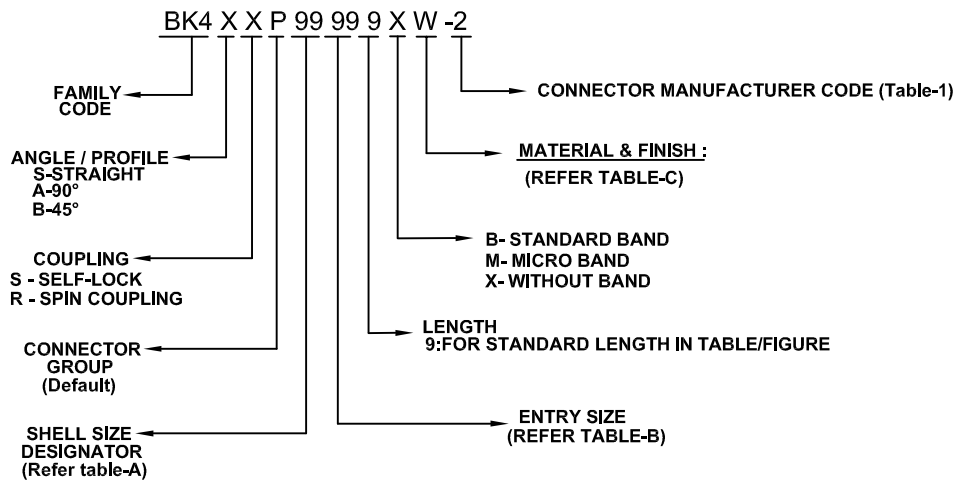 BK4 X X P 99 99 9 X W -2
FAMILY
CODE
CONNECTOR MANUFACTURER CODE (Table-1)
ANGLE / PROFILE
S-STRAIGHT
A-90°
B-45°
MATERIAL & FINISH :
(REFER TABLE-C)
COUPLING
S - SELF-LOCK
R - SPIN COUPLING
B- STANDARD BAND
M- MICRO BAND
X- WITHOUT BAND
LENGTH
9:FOR STANDARD LENGTH IN TABLE/FIGURE
CONNECTOR
GROUP
(Default)
ENTRY SIZE
(REFER TABLE-B)
SHELL SIZE
DESIGNATOR
(Refer table-A)